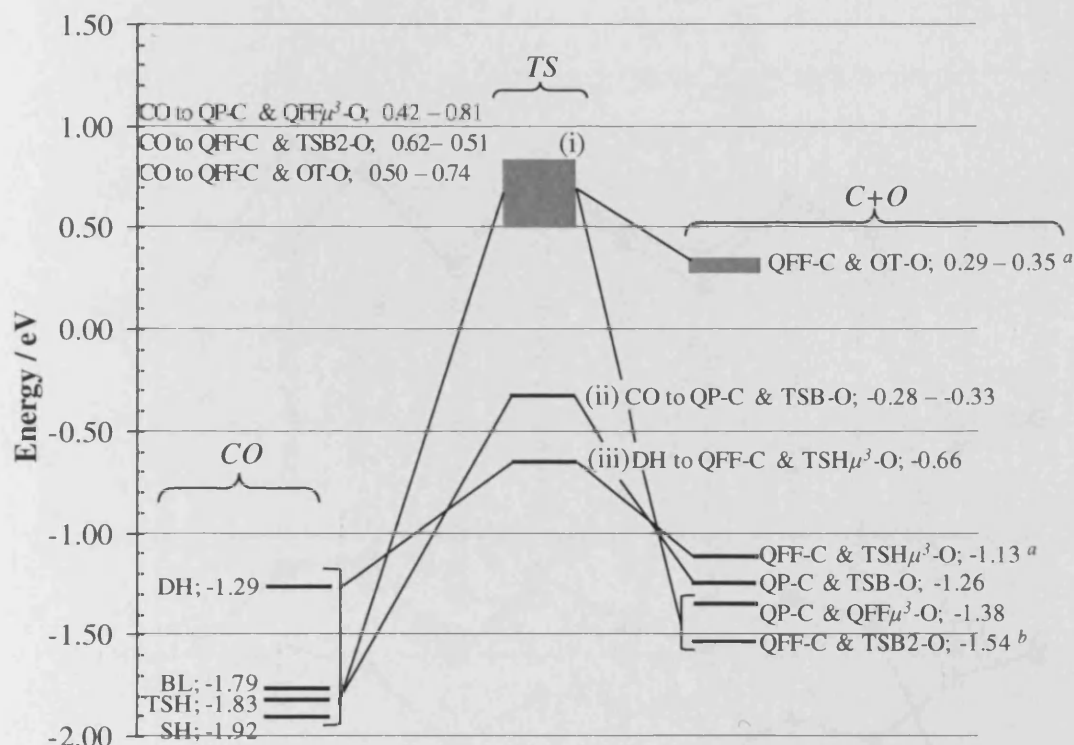 1.50
TS
CO to QP-C & QFFμ³-O; 0.42 – 0.81
1.00
CO to QFF-C & TSB2-O; 0.62– 0.51
(i)
CO to QFF-C & OT-O; 0.50 – 0.74
C+O
0.50
QFF-C & OT-O; 0.29 – 0.35 a
0.00
Energy / eV
(ii) CO to QP-C & TSB-O; -0.28 – -0.33
-0.50
(iii) DH to QFF-C & TSHμ³-O; -0.66
CO
-1.00
QFF-C & TSHμ³-O; -1.13 a
DH; -1.29
QP-C & TSB-O; -1.26
QP-C & QFFμ³-O; -1.38
-1.50
QFF-C & TSB2-O; -1.54 b
BL; -1.79
TSH; -1.83
SH; -1.92
-2.00